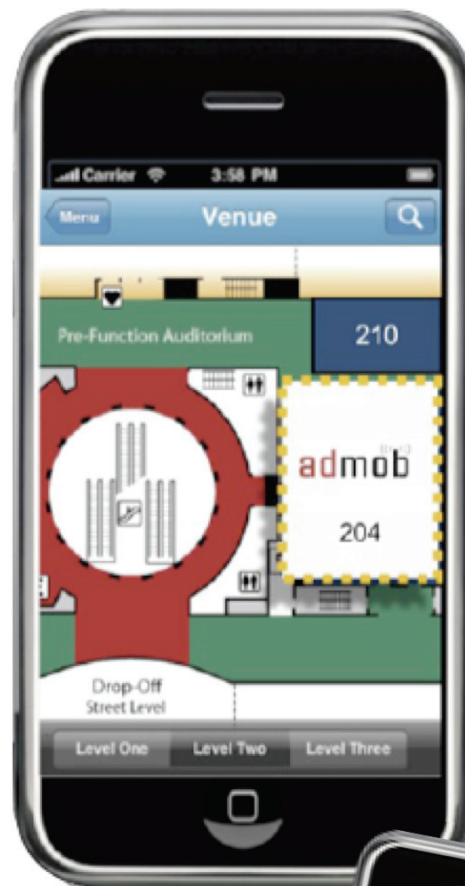 Carrier 3:58 PM
Menu Venue
Pre-Function Auditorium
210
admob
204
Drop-Off
Street Level
Level One Level Two Level Three